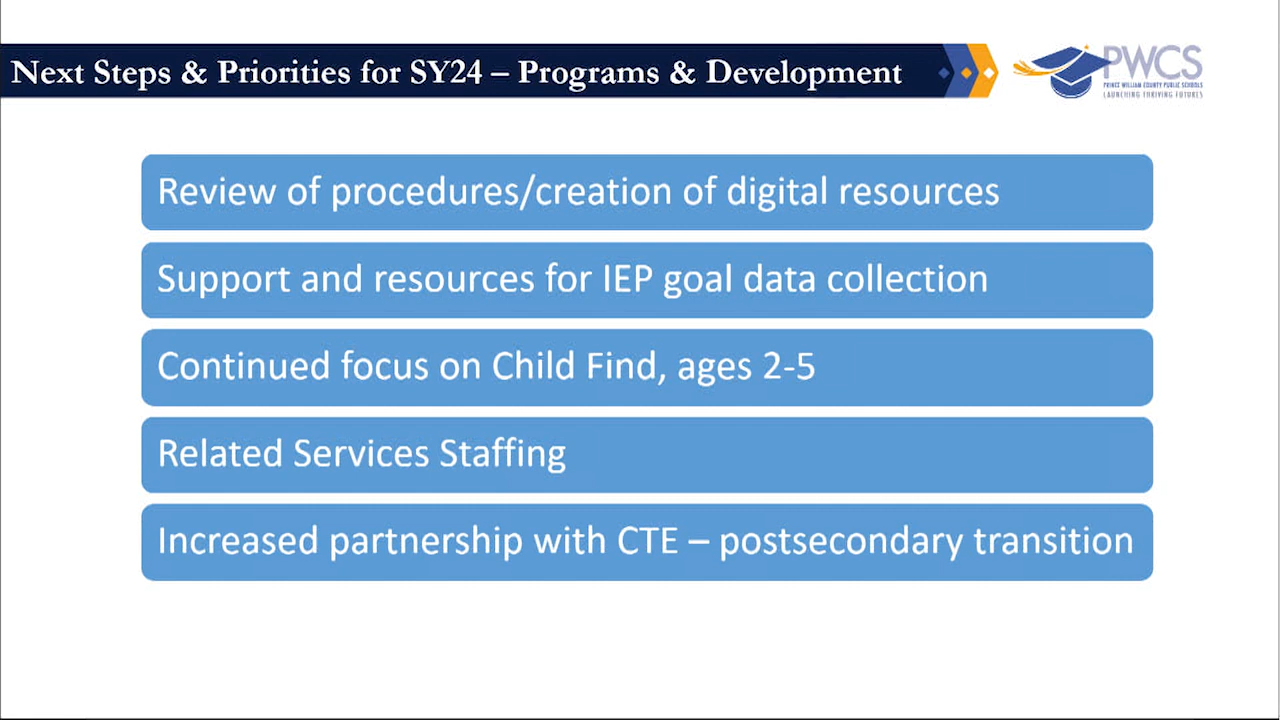 Next Steps & Priorities for SY24 – Programs & Development
PWCS
PRINCE WILLIAM COUNTY PUBLIC SCHOOLS
LAUNCHING THRIVING FUTURES
Review of procedures/creation of digital resources
Support and resources for IEP goal data collection
Continued focus on Child Find, ages 2-5
Related Services Staffing
Increased partnership with CTE – postsecondary transition